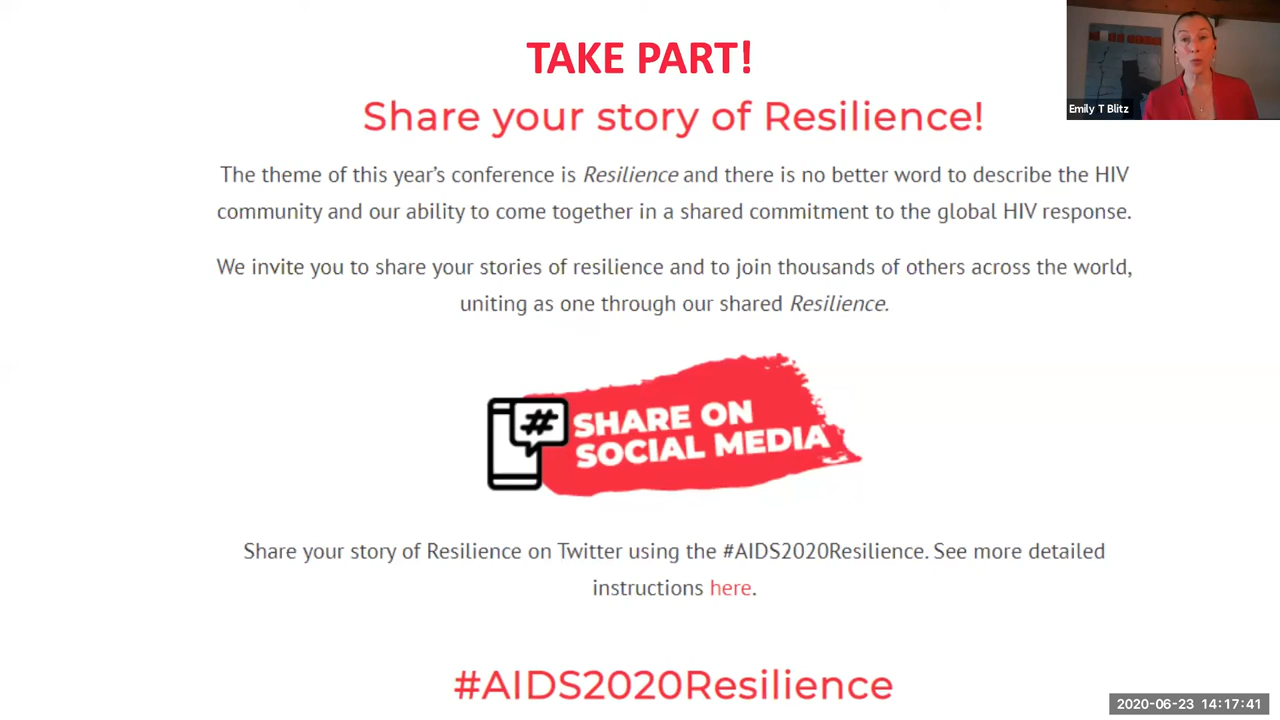 TAKE PART!
Share your story of Resilience!
Emily T Blitz
The theme of this year's conference is Resilience and there is no better word to describe the HIV
community and our ability to come together in a shared commitment to the global HIV response.
We invite you to share your stories of resilience and to join thousands of others across the world,
uniting as one through our shared Resilience.
#
SHARE ON
SOCIAL MEDIA
Share your story of Resilience on Twitter using the #AIDS2020Resilience. See more detailed
instructions here.
#AIDS2020Resilience
2020-06-23 14:17:41